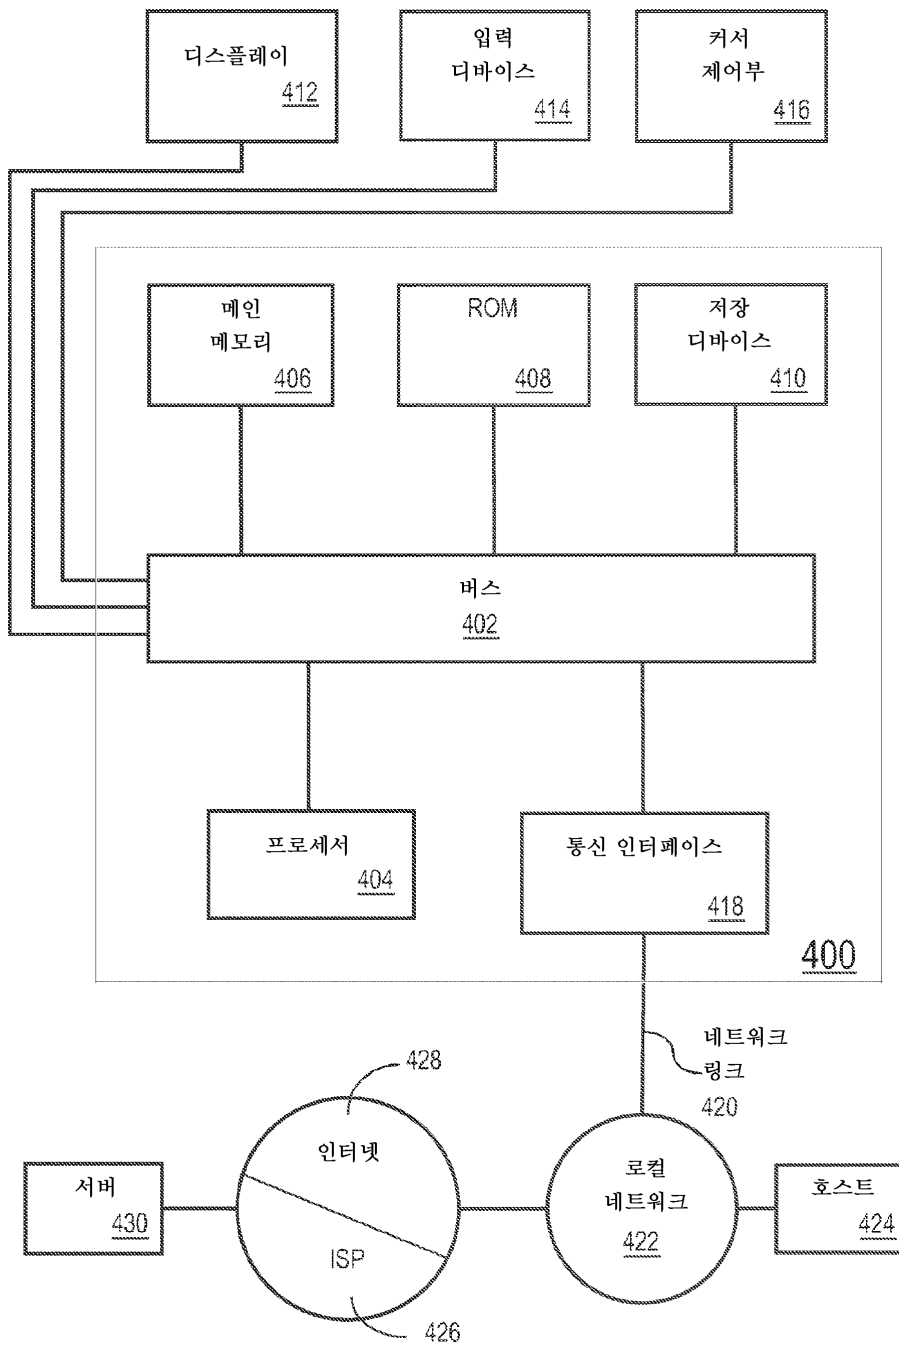 디스플레이
412
입력
디바이스
414
커서
제어부
416
메인
메모리
406
ROM
408
저장
디바이스
410
버스
402
프로세서
404
통신 인터페이스
418
400
네트워크
링크
420
428
인터넷
ISP
426
서버
430
로컬
네트워크
422
호스트
424